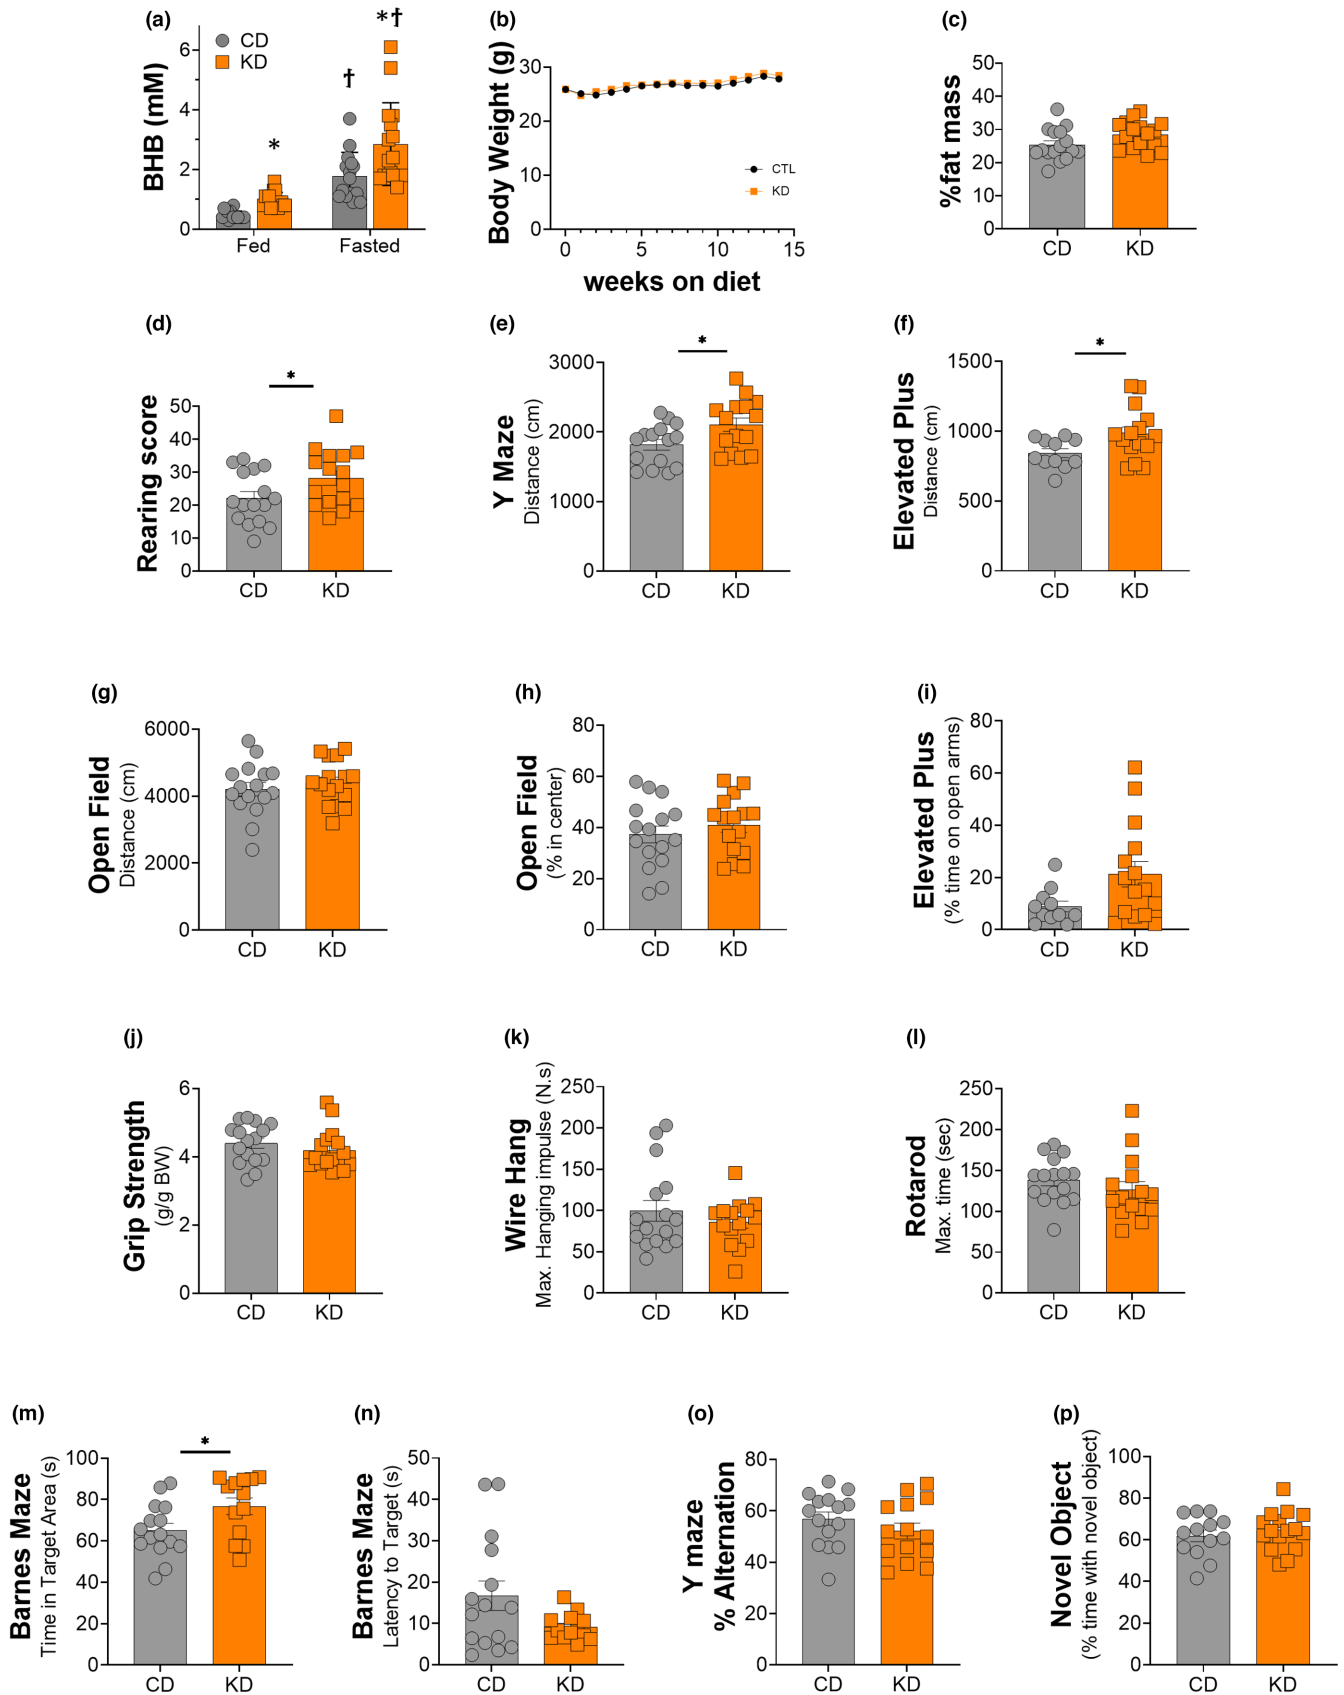 (a)
BHB (mM)
6
4
2
0
CD
KD
*
†
*†
Fed
Fasted
(b)
Body Weight (g)
30
20
10
0
CTL
KD
0
5
10
15
weeks on diet
(c)
%fat mass
50
40
30
20
10
0
CD
KD
(d)
Rearing score
50
40
30
20
10
0
*
CD
KD
(e)
Y Maze
Distance (cm)
3000
2000
1000
0
*
CD
KD
(f)
Elevated Plus
Distance (cm)
1500
1000
500
0
*
CD
KD
(g)
Open Field
Distance (cm)
6000
4000
2000
0
CD
KD
(h)
Open Field
(% in center)
80
60
40
20
0
CD
KD
(i)
Elevated Plus
(% time on open arms)
80
60
40
20
0
CD
KD
(j)
Grip Strength
(g/g BW)
6
4
2
0
CD
KD
(k)
Wire Hang
Max. Hanging impulse (N.s)
250
200
150
100
50
0
CD
KD
(l)
Rotarod
Max. time (sec)
250
200
150
100
50
0
CD
KD
(m)
Barnes Maze
Time in Target Area (s)
100
80
60
40
20
0
*
CD
KD
(n)
Barnes Maze
Latency to Target (s)
50
40
30
20
10
0
CD
KD
(o)
Y maze
% Alternation
80
60
40
20
0
CD
KD
(p)
Novel Object
(% time with novel object)
100
80
60
40
20
0
CD
KD